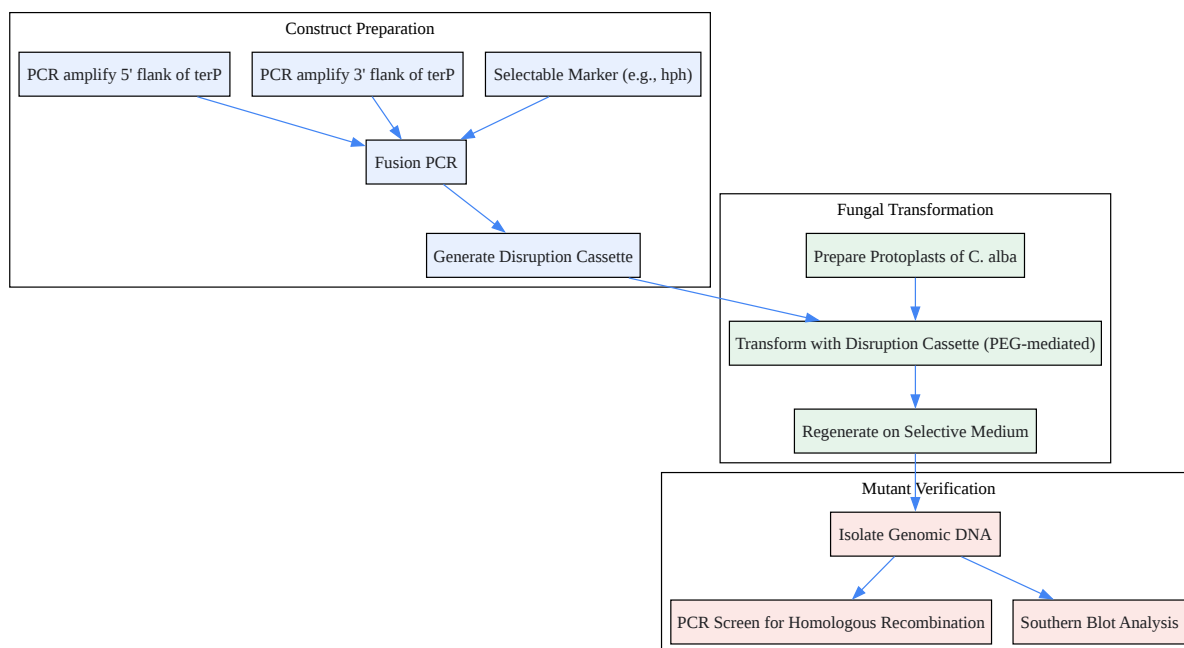 Construct Preparation
PCR amplify 5' flank of terP
PCR amplify 3' flank of terP
Selectable Marker (e.g., hph)
Fusion PCR
Generate Disruption Cassette
Fungal Transformation
Prepare Protoplasts of C. alba
Transform with Disruption Cassette (PEG-mediated)
Regenerate on Selective Medium
Mutant Verification
Isolate Genomic DNA
PCR Screen for Homologous Recombination
Southern Blot Analysis